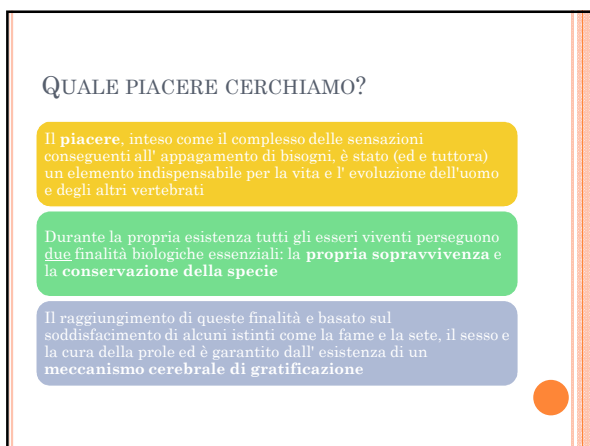 QUALE PIACERE CERCHIAMO?
Il piacere, inteso come il complesso delle sensazioni
conseguenti all' appagamento di bisogni, è stato (ed e tuttora)
un elemento indispensabile per la vita e l' evoluzione dell'uomo
e degli altri vertebrati
Durante la propria esistenza tutti gli esseri viventi perseguono
due finalità biologiche essenziali: la propria sopravvivenza e
la conservazione della specie
Il raggiungimento di queste finalità e basato sul
soddisfacimento di alcuni istinti come la fame e la sete, il sesso e
la cura della prole ed è garantito dall' esistenza di un
meccanismo cerebrale di gratificazione